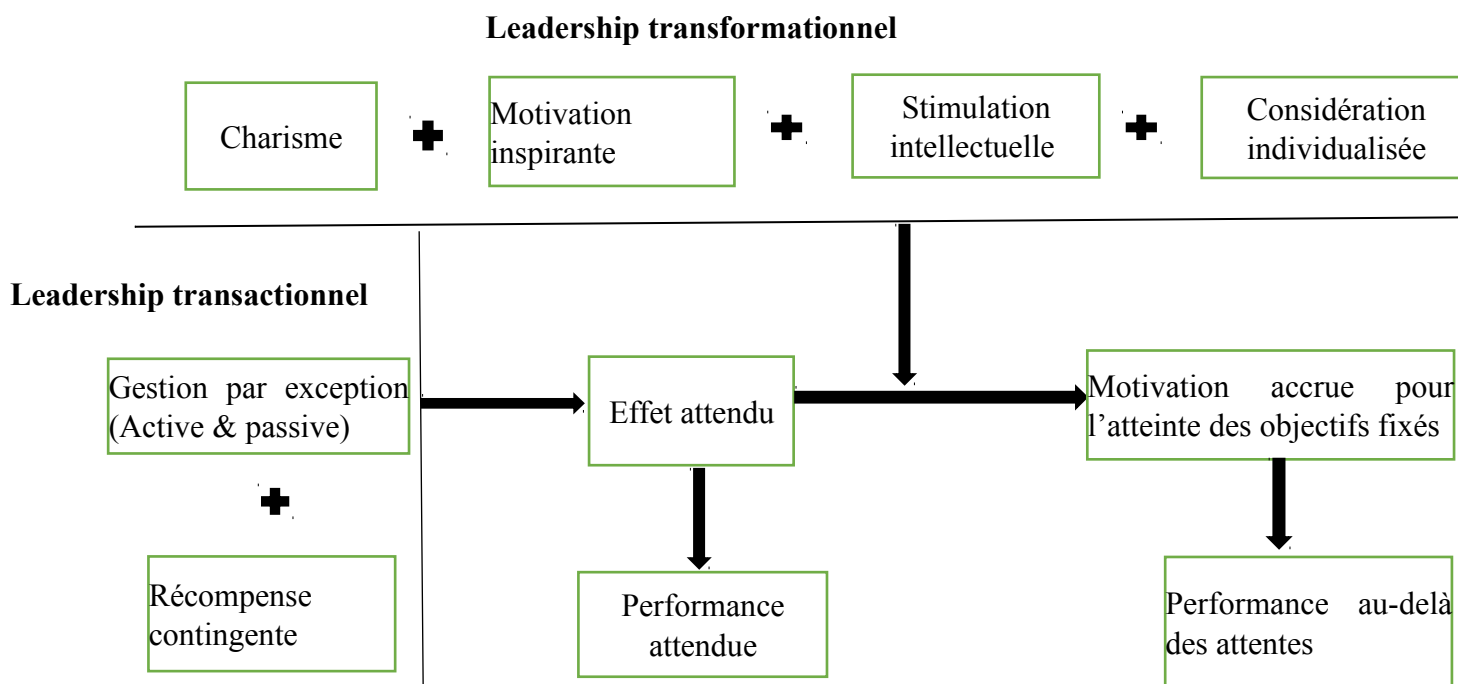 Leadership transformationnel
Charisme
Motivation
inspirante
Stimulation
intellectuelle
Considération
individualisée
Leadership transactionnel
Gestion par exception
(Active & passive)
Effet attendu
Motivation accrue pour
l’atteinte des objectifs fixés
Récompense
contingente
Performance
attendue
Performance au-delà
des attentes